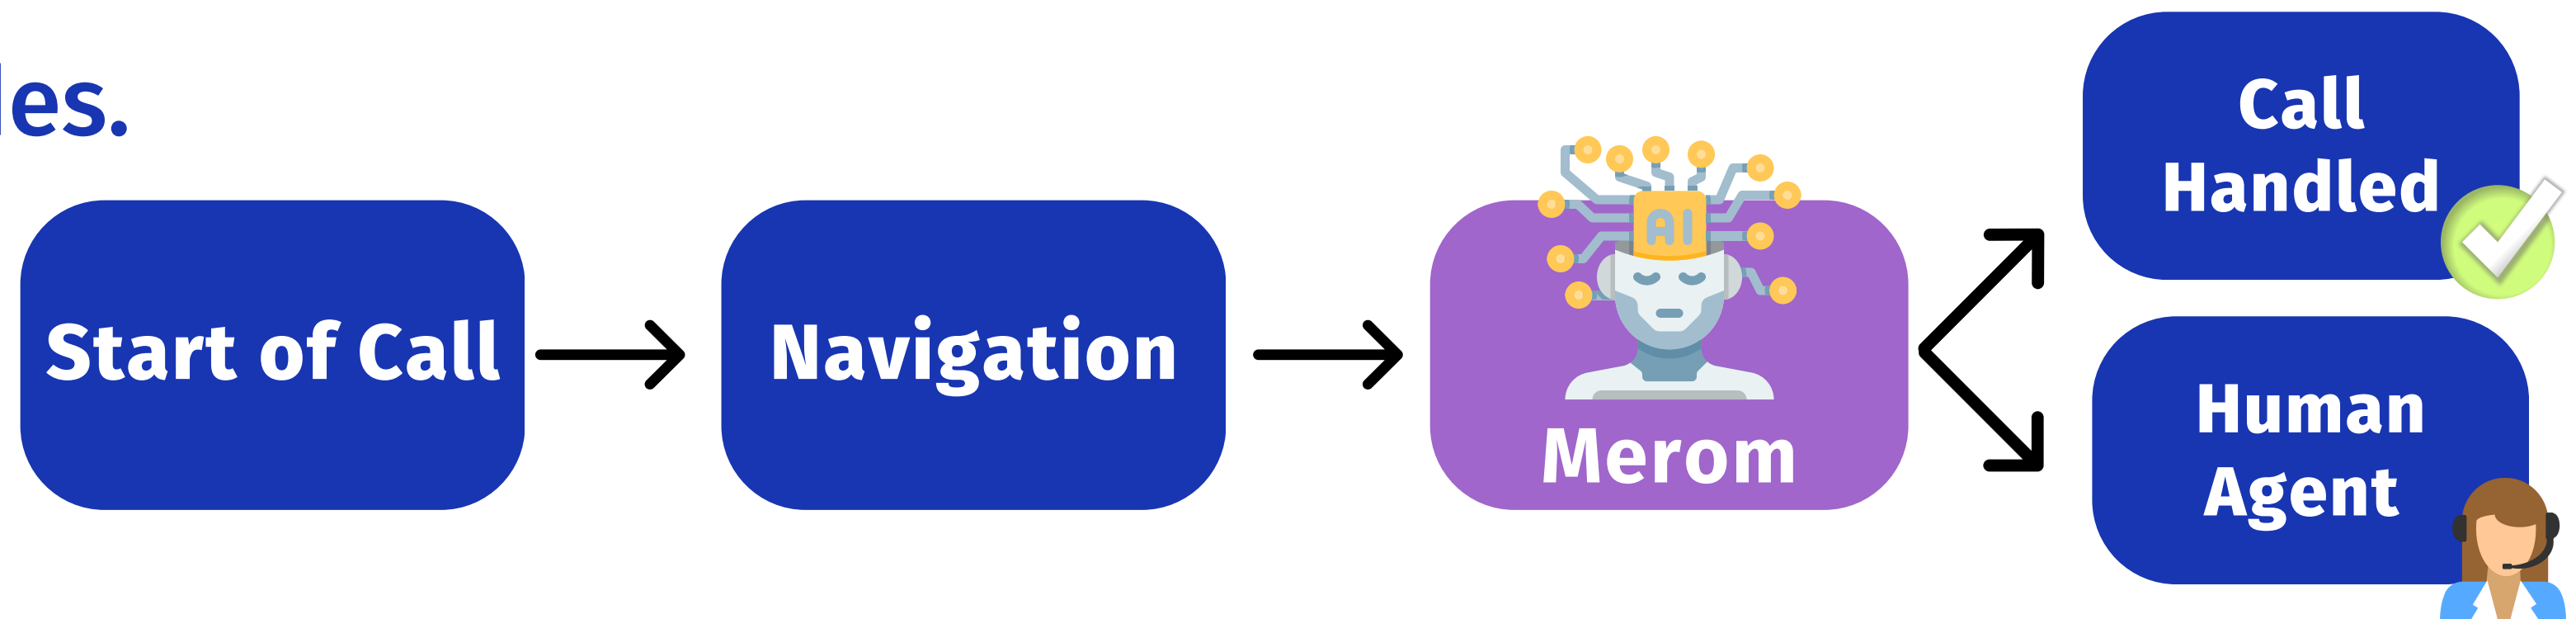 les.
Start of Call
Navigation
AI
Merom
Call
Handled
Human
Agent